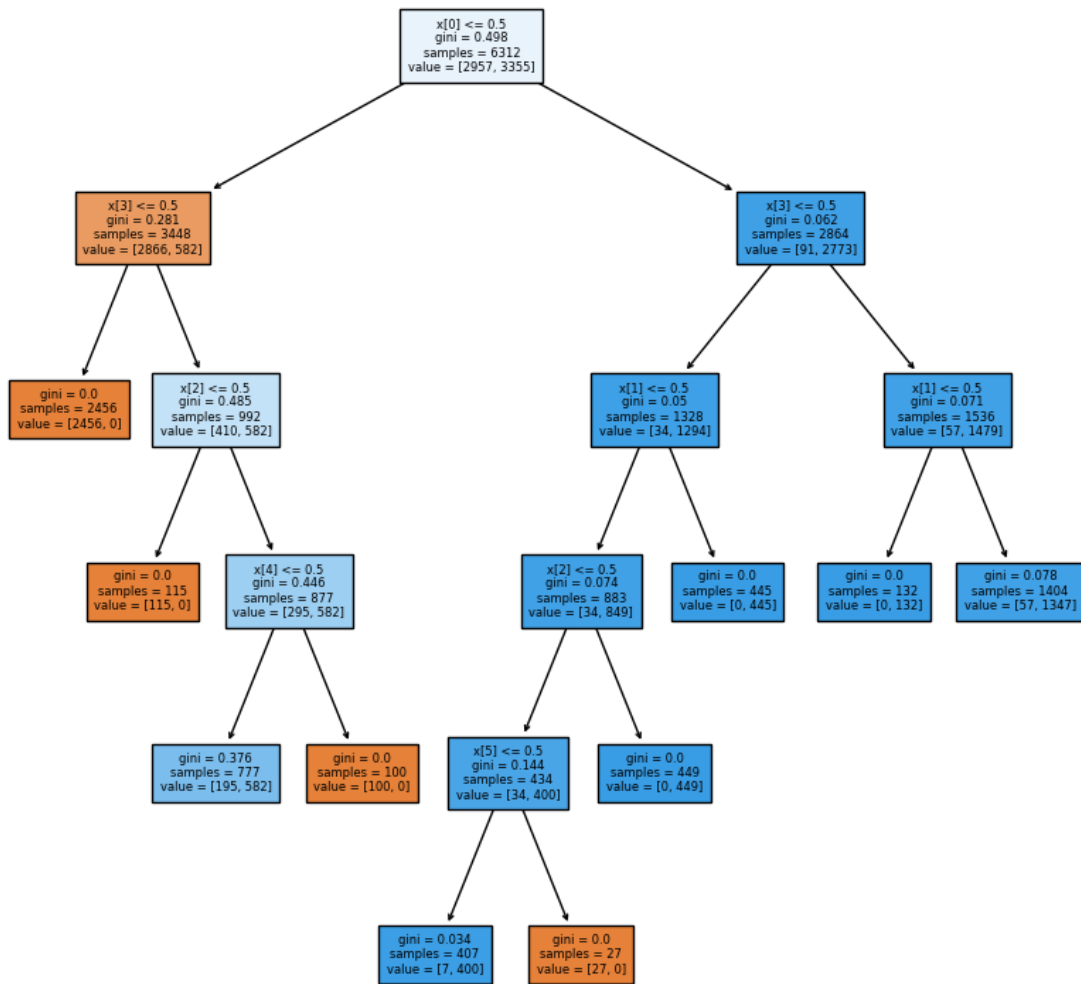 x[0] <= 0.5
gini = 0.498
samples = 6312
value = [2957, 3355]
x[3] <= 0.5
gini = 0.281
samples = 3448
value = [2866, 582]
x[3] <= 0.5
gini = 0.062
samples = 2864
value = [91, 2773]
gini = 0.0
samples = 2456
value = [2456, 0]
x[2] <= 0.5
gini = 0.485
samples = 992
value = [410, 582]
x[1] <= 0.5
gini = 0.05
samples = 1328
value = [34, 1294]
x[1] <= 0.5
gini = 0.071
samples = 1536
value = [57, 1479]
gini = 0.0
samples = 115
value = [115, 0]
x[4] <= 0.5
gini = 0.446
samples = 877
value = [295, 582]
x[2] <= 0.5
gini = 0.074
samples = 883
value = [34, 849]
gini = 0.0
samples = 445
value = [0, 445]
gini = 0.0
samples = 132
value = [0, 132]
gini = 0.078
samples = 1404
value = [57, 1347]
gini = 0.376
samples = 777
value = [195, 582]
gini = 0.0
samples = 100
value = [100, 0]
x[5] <= 0.5
gini = 0.144
samples = 434
value = [34, 400]
gini = 0.0
samples = 449
value = [0, 449]
gini = 0.034
samples = 407
value = [7, 400]
gini = 0.0
samples = 27
value = [27, 0]